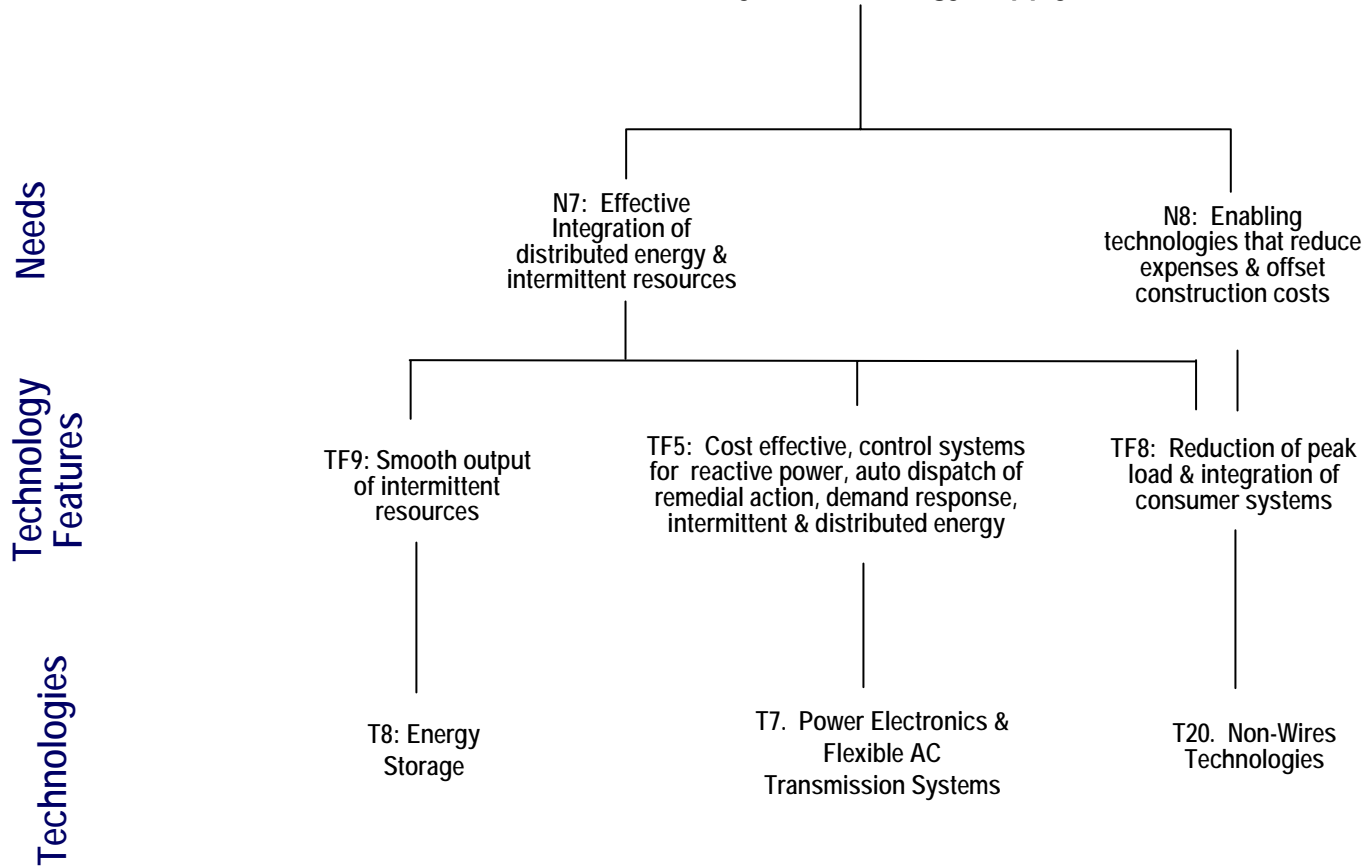 Needs
N7: Effective
Integration of
distributed energy &
intermittent resources
N8: Enabling
technologies that reduce
expenses & offset
construction costs
Technology
Features
TF9: Smooth output
of intermittent
resources
TF5: Cost effective, control systems
for reactive power, auto dispatch of
remedial action, demand response,
intermittent & distributed energy
TF8: Reduction of peak
load & integration of
consumer systems
Technologies
T8: Energy
Storage
T7. Power Electronics &
Flexible AC
Transmission Systems
T20. Non-Wires
Technologies